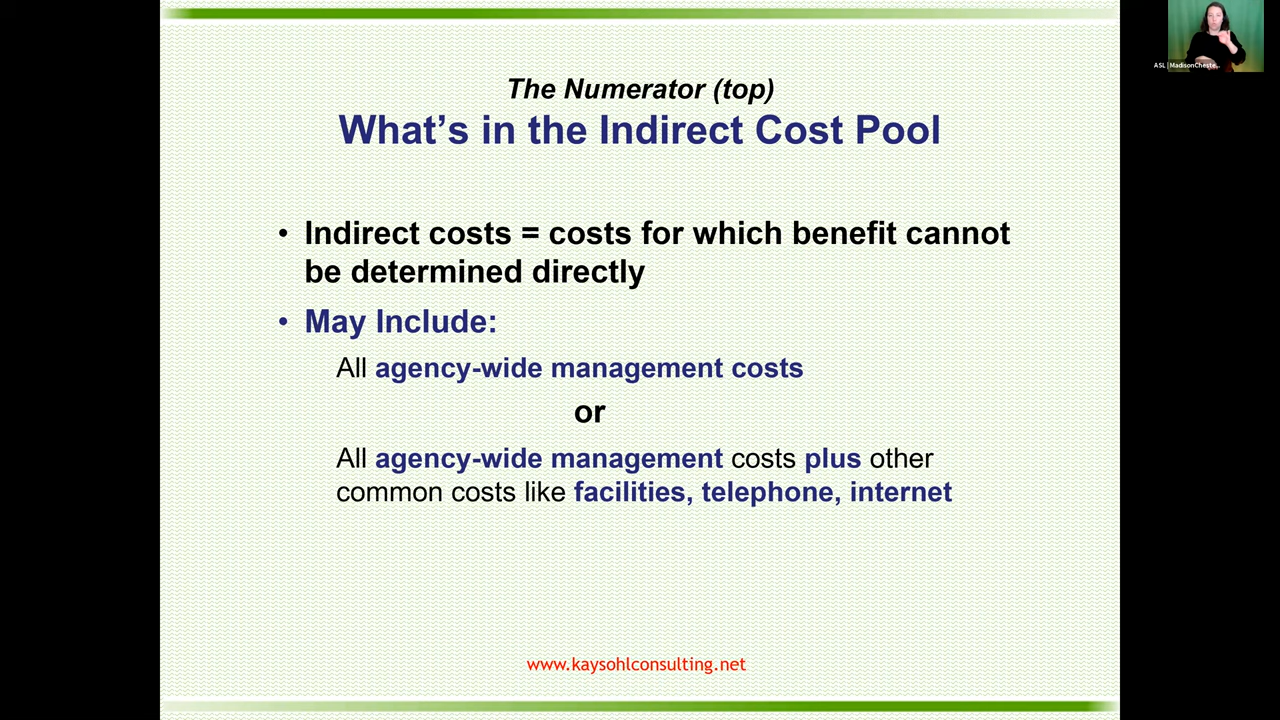 ASL | MadisonCheste...
The Numerator (top)
What's in the Indirect Cost Pool
• Indirect costs = costs for which benefit cannot
be determined directly
• May Include:
All agency-wide management costs
or
All agency-wide management costs plus other
common costs like facilities, telephone, internet
www.kaysohlconsulting.net